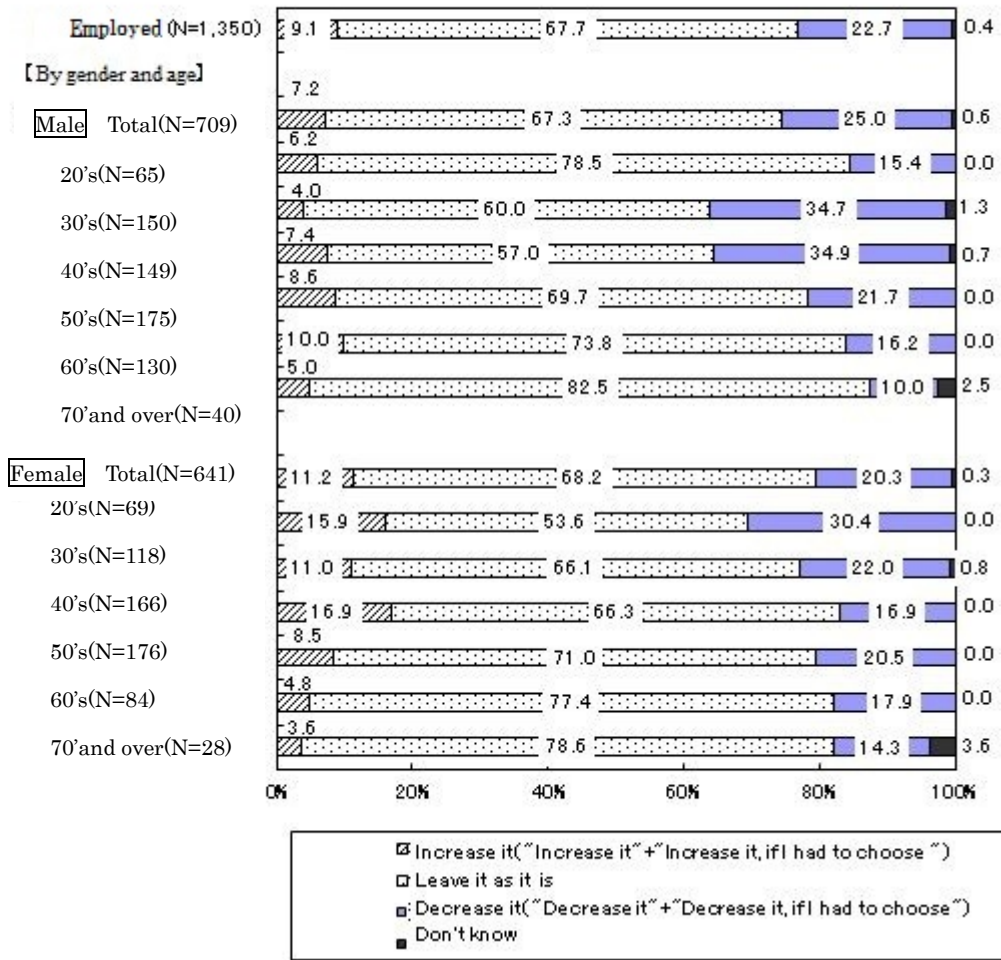 Employed (N=1,350) 9.1 67.7 22.7 0.4
【By gender and age】
7.2
Male Total(N=709) 67.3 25.0 0.6
6.2
20's(N=65) 78.5 15.4 0.0
4.0
30's(N=150) 60.0 34.7 1.3
7.4
40's(N=149) 57.0 34.9 0.7
8.6
50's(N=175) 69.7 21.7 0.0
60's(N=130) 10.0 73.8 16.2 0.0
5.0
70'and over(N=40) 82.5 10.0 2.5
Female Total(N=641) 11.2 68.2 20.3 0.3
20's(N=69) 15.9 53.6 30.4 0.0
30's(N=118) 11.0 66.1 22.0 0.8
40's(N=166) 16.9 66.3 16.9 0.0
8.5
50's(N=176) 71.0 20.5 0.0
4.8
60's(N=84) 77.4 17.9 0.0
3.6
70'and over(N=28) 78.6 14.3 3.6
0% 20% 40% 60% 80% 100%
Increase it("Increase it"+"Increase it, if I had to choose ")
Leave it as it is
Decrease it("Decrease it"+"Decrease it, if I had to choose")
Don't know